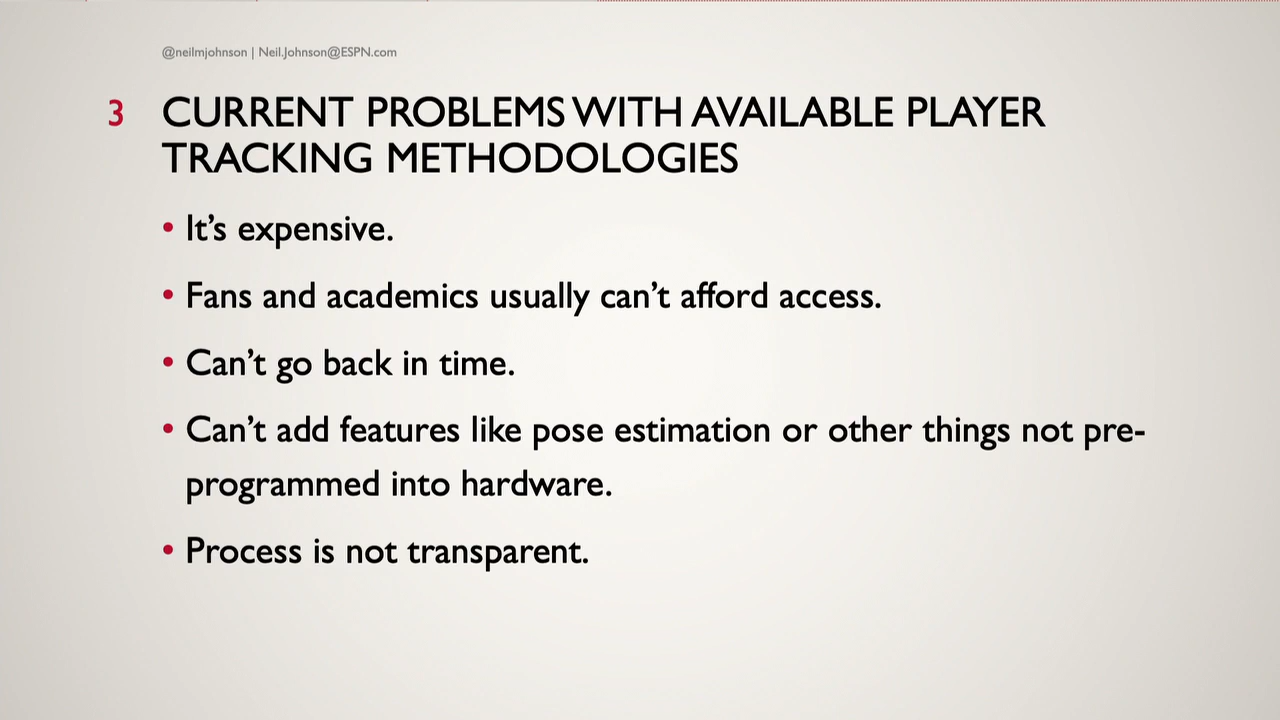 @neilmjohnson | Neil.Johnson@ESPN.com
3 CURRENT PROBLEMS WITH AVAILABLE PLAYER
TRACKING METHODOLOGIES
• It’s expensive.
• Fans and academics usually can’t afford access.
• Can’t go back in time.
• Can’t add features like pose estimation or other things not pre-
programmed into hardware.
• Process is not transparent.